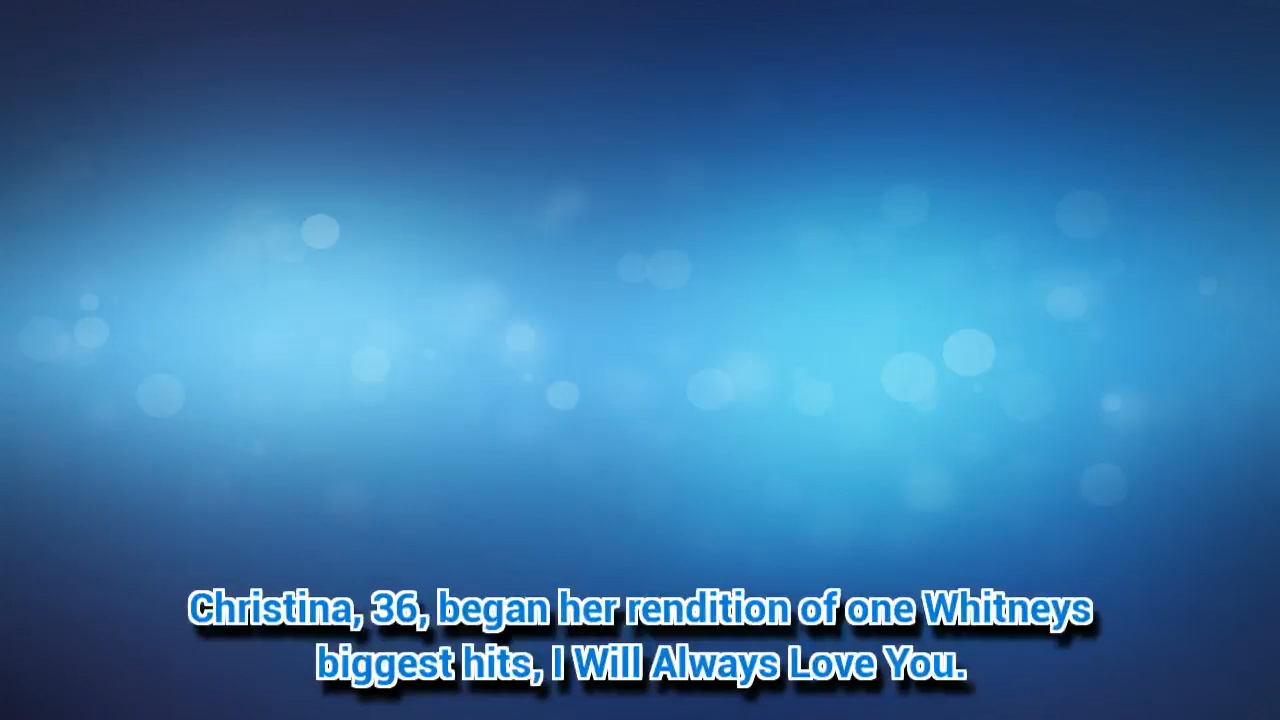 Christina, 36, began her rendition of one Whitneys
biggest hits, I Will Always Love You.